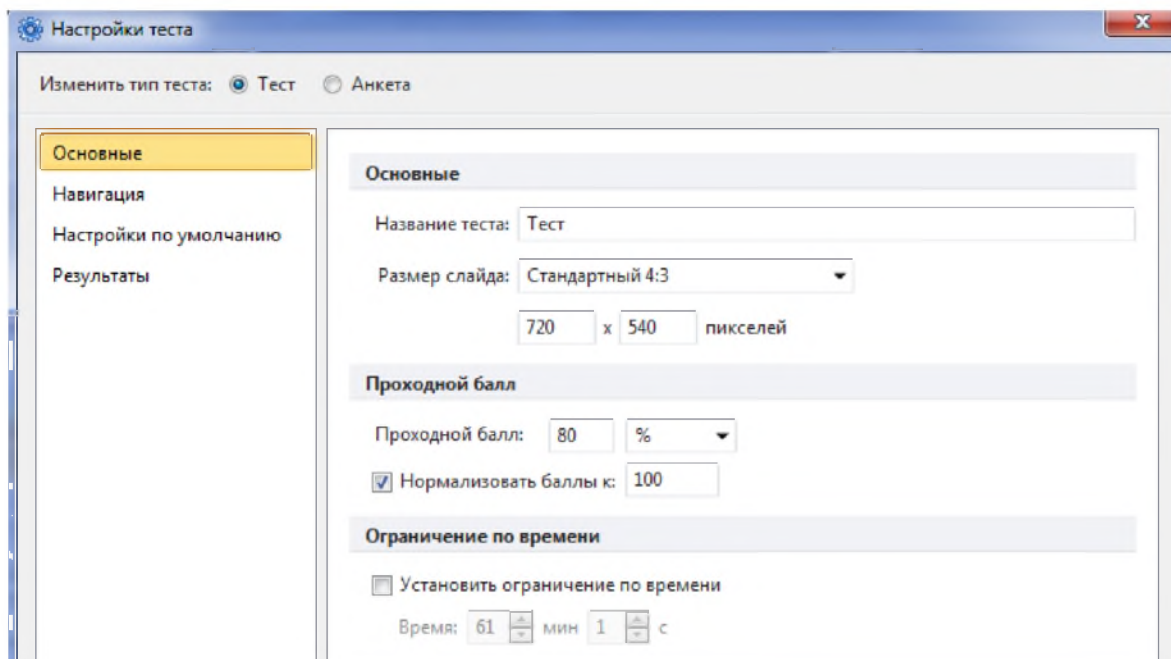 Настройки теста
Изменить тип теста: Тест Анкета
Основные
Навигация
Настройки по умолчанию
Результаты
Основные
Название теста: Тест
Размер слайда: Стандартный 4:3
720 x 540 пикселей
Проходной балл
Проходной балл: 80 %
Нормализовать баллы к: 100
Ограничение по времени
Установить ограничение по времени
Время: 61 мин 1 с